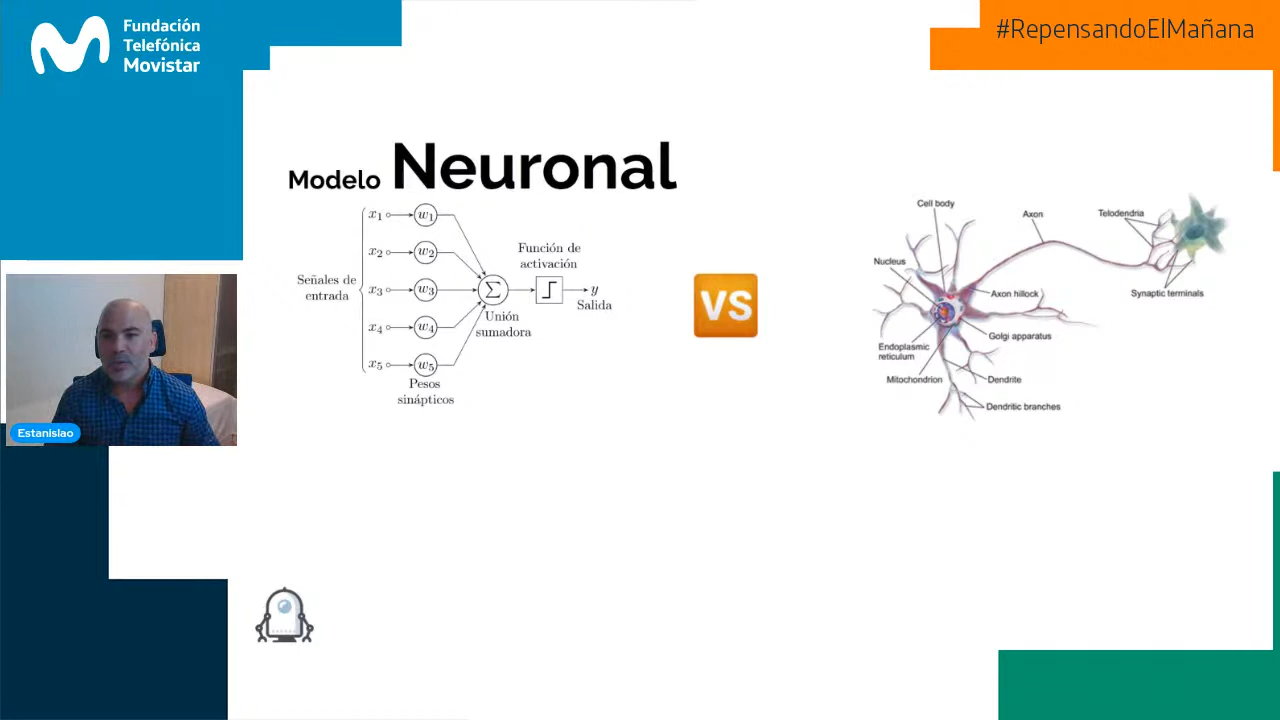 Fundación
Telefónica
Movistar
#RepensandoElMañana
Modelo Neuronal
x1
w1
x2
w2
x3
w3
x4
w4
x5
w5
Señales de
entrada
Pesos
sinápticos
Σ
Unión
sumadora
Función de
activación
y
Salida
VS
Cell body
Axon
Telodendria
Nucleus
Axon hillock
Synaptic terminals
Golgi apparatus
Endoplasmic
reticulum
Mitochondrion
Dendrite
Dendritic branches
Estanislao